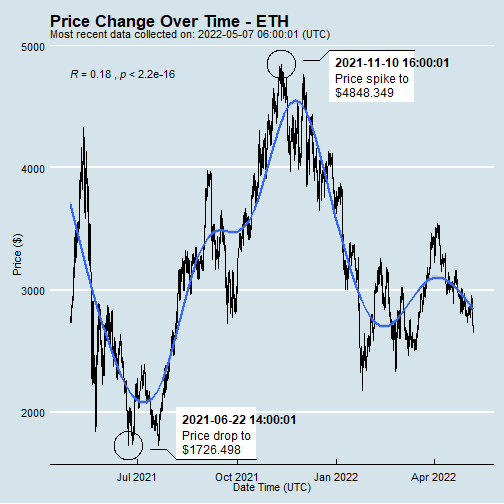 Price Change Over Time - ETH
Most recent data collected on: 2022-05-07 06:00:01 (UTC)
5000
R = 0.18 , p < 2.2e-16
2021-11-10 16:00:01
Price spike to
$4848.349
4000
Price ($)
3000
2000
2021-06-22 14:00:01
Price drop to
$1726.498
Jul 2021
Oct 2021
Jan 2022
Apr 2022
Date Time (UTC)